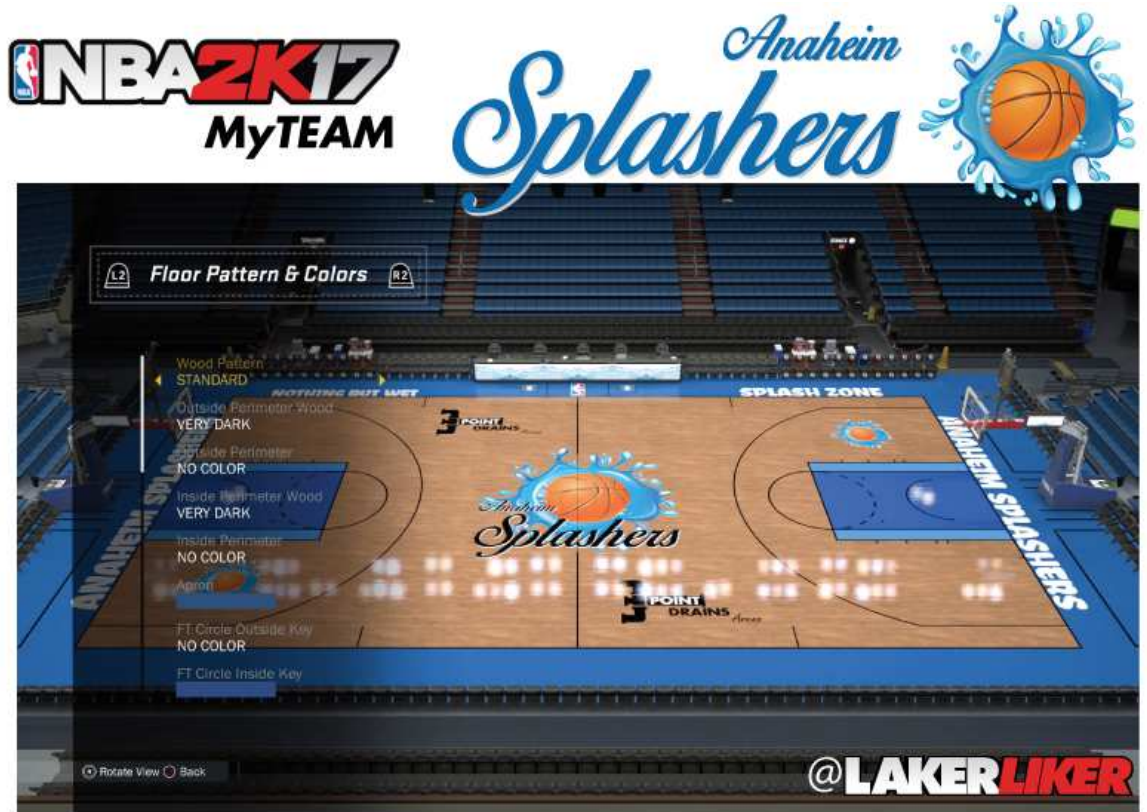 NBA2K17
MyTEAM
Anaheim
Splashers
L2 Floor Pattern & Colors R2
Wood Pattern
STANDARD
Outside Perimeter Wood
VERY DARK
Outside Perimeter
NO COLOR
Inside Perimeter Wood
VERY DARK
Inside Perimeter
NO COLOR
Apron
FT Circle Outside Key
NO COLOR
FT Circle Inside Key
NOTHING BUT WET
SPLASH ZONE
3 POINT
DRAINS
ANAHEIM SPLASHERS
Anaheim
Splashers
ANAHEIM SPLASHERS
3 POINT
DRAINS Arena
Rotate View Back
@LAKERLIKER